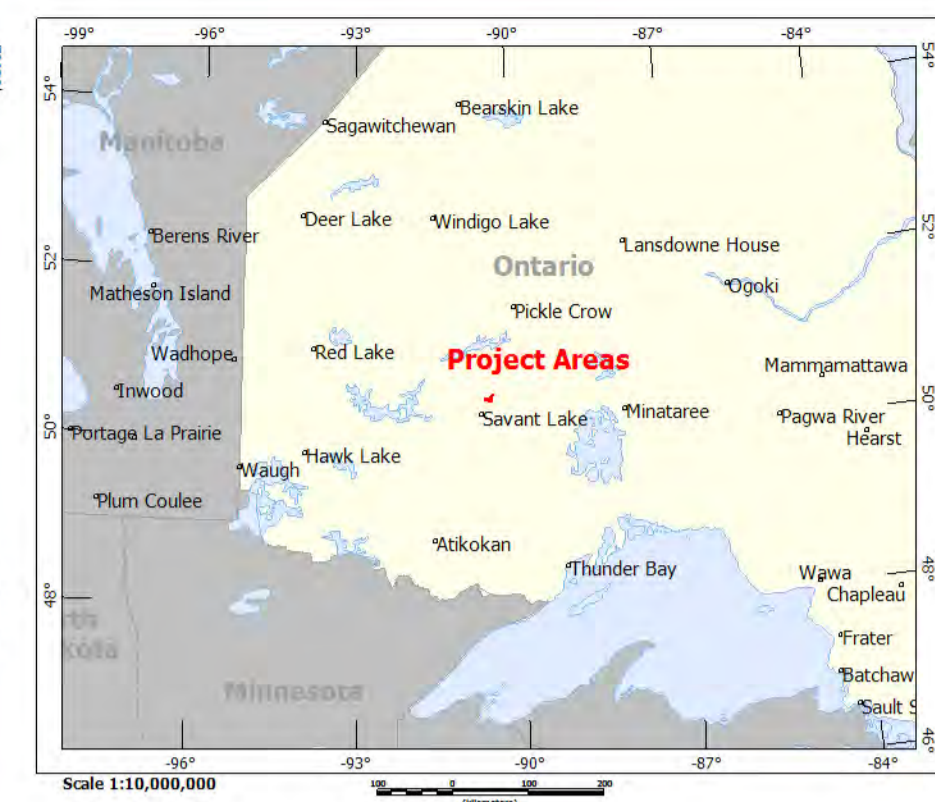 -99° -96° -93° -90° -87° -84°
54° 54°
Bearskin Lake
Sagawitchewan
Manitoba
Deer Lake
Windigo Lake
Berens River
52° 52°
Lansdowne House
Ontario
Ogoki
Matheson Island
Pickle Crow
Wadhope
Red Lake
Project Areas
Mammamattawa
Inwood
50° 50°
Savant Lake
Minataree
Pagwa River
Portage La Prairie
Hearst
Hawk Lake
Waugh
Plum Coulee
Atikokan
Thunder Bay
48° 48°
Wawa
Chapleau
rth
kota
Frater
Batchaw
Minnesota
Sault S
46°
-96° -93° -90° -87° -84°
Scale 1:10,000,000
100 0 100 200
(kilometers)